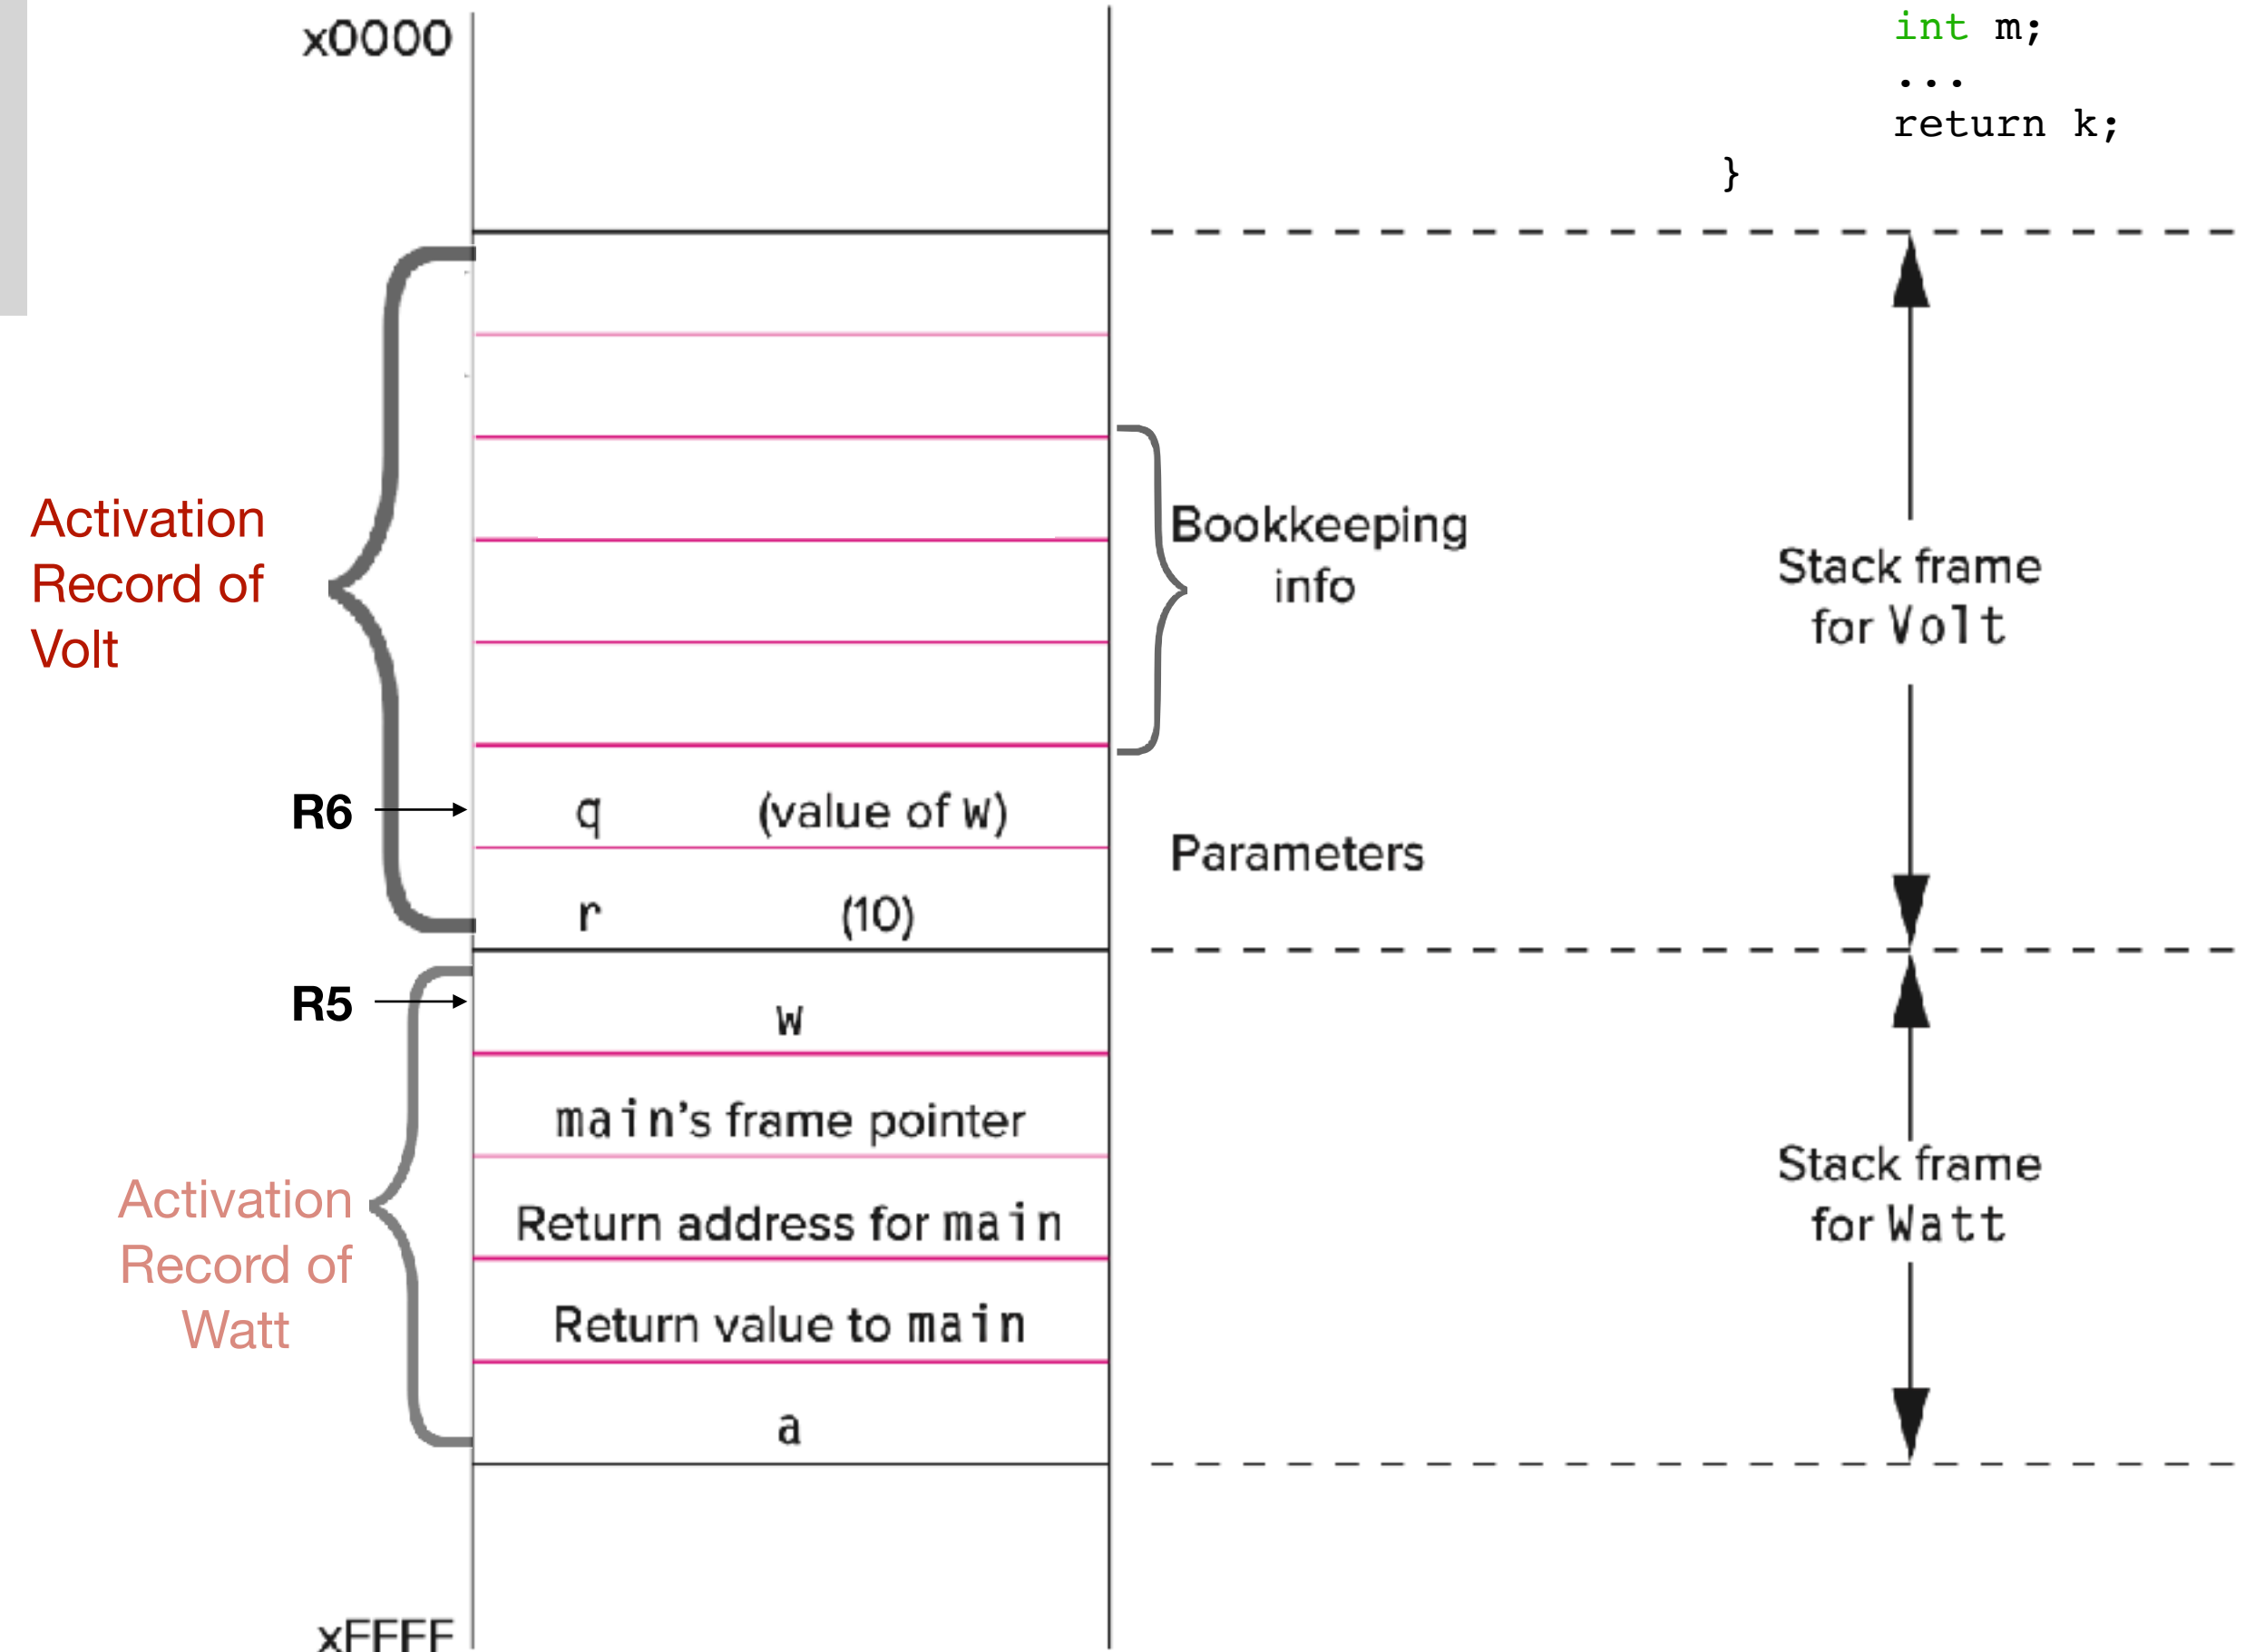 x0000
int m;
...
return k;
}
Activation
Record of
Volt
Bookkeeping
info
Stack frame
for Volt
R6
q (value of w)
Parameters
r (10)
R5
w
main's frame pointer
Activation
Record of
Watt
Return address for main
Stack frame
for Watt
Return value to main
a
xFFFF